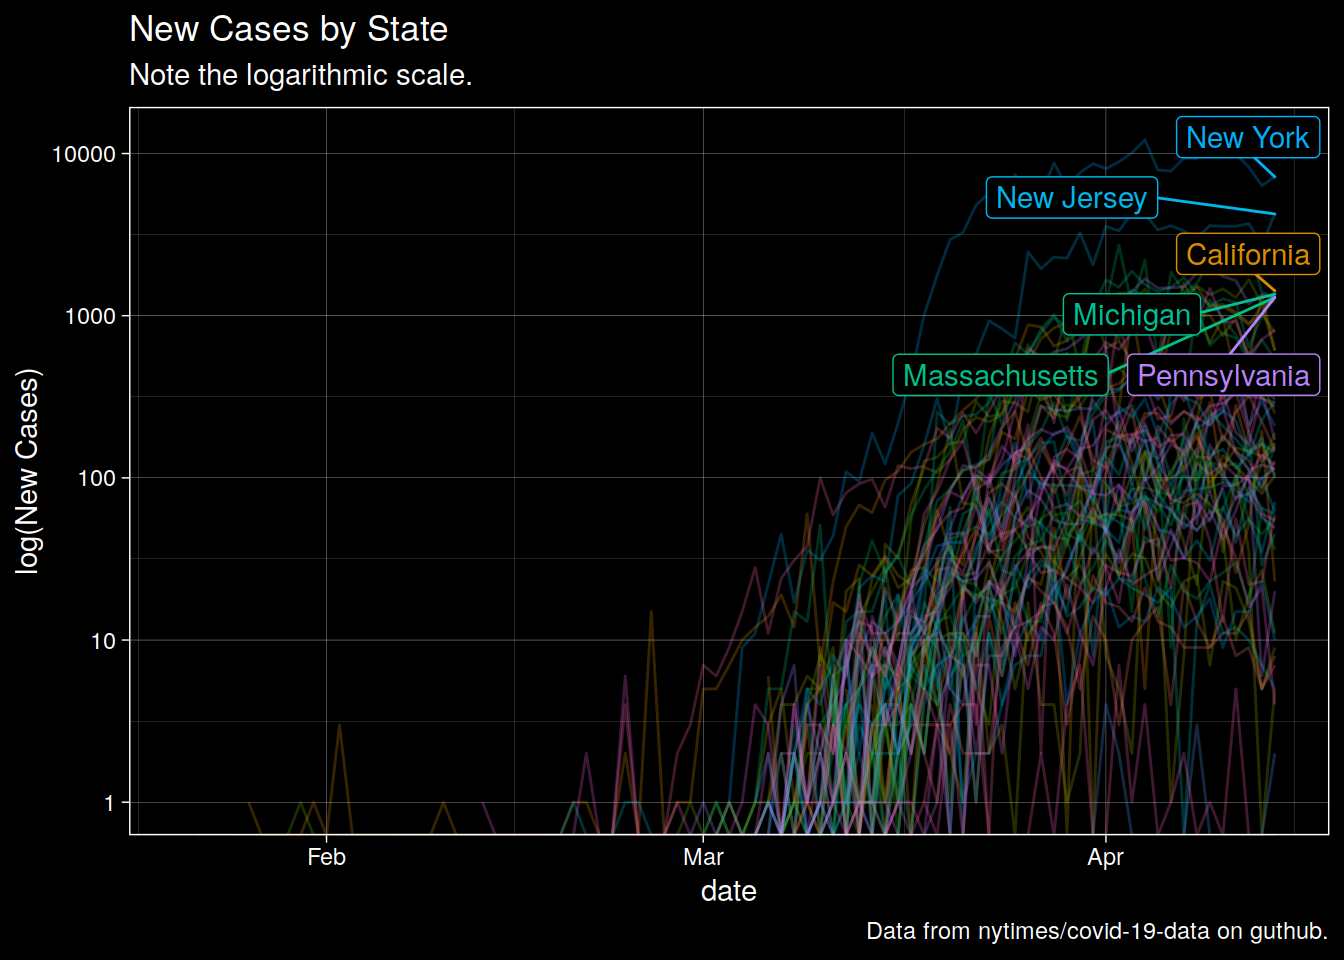 New Cases by State
Note the logarithmic scale.
10000
1000
100
10
1
log(New Cases)
New York
New Jersey
California
Michigan
Massachusetts
Pennsylvania
Feb
Mar
Apr
date
Data from nytimes/covid-19-data on guthub.